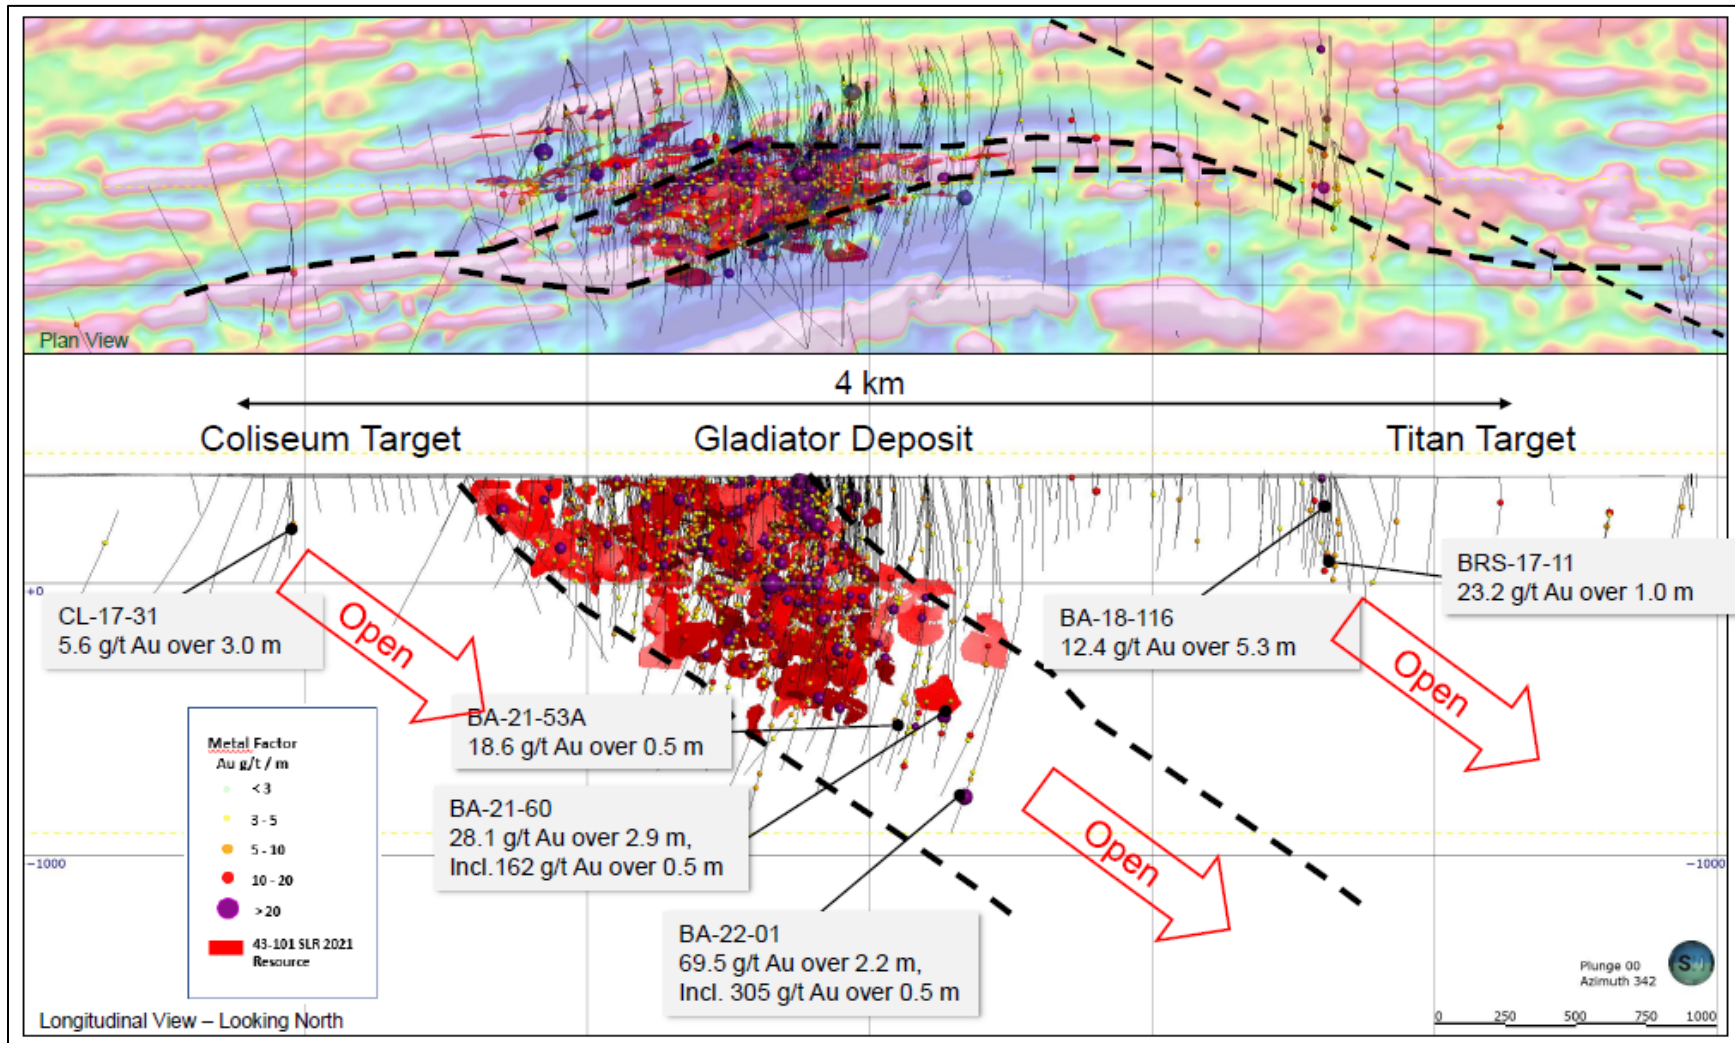 Plan View
4 km
Coliseum Target
Gladiator Deposit
Titan Target
+0
CL-17-31
5.6 g/t Au over 3.0 m
Open
BA-18-116
12.4 g/t Au over 5.3 m
BRS-17-11
23.2 g/t Au over 1.0 m
Open
BA-21-53A
18.6 g/t Au over 0.5 m
BA-21-60
28.1 g/t Au over 2.9 m,
Incl.162 g/t Au over 0.5 m
Open
BA-22-01
69.5 g/t Au over 2.2 m,
Incl. 305 g/t Au over 0.5 m
Metal Factor
Au g/t / m
< 3
3 - 5
5 - 10
10 - 20
> 20
43-101 SLR 2021
Resource
-1000
-1000
Plunge 00
Azimuth 342
0 250 500 750 1000
Longitudinal View – Looking North